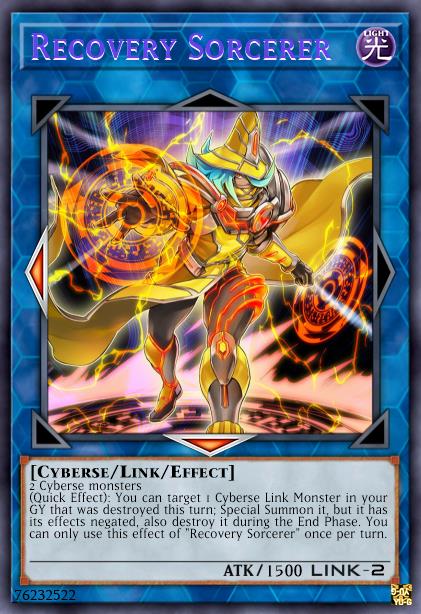 Recovery Sorcerer
LIGHT
光
[Cyberse/Link/Effect]
2 Cyberse monsters
(Quick Effect): You can target 1 Cyberse Link Monster in your
GY that was destroyed this turn; Special Summon it, but it has
its effects negated, also destroy it during the End Phase. You
can only use this effect of "Recovery Sorcerer" once per turn.
ATK/1500 LINK-2
76232522